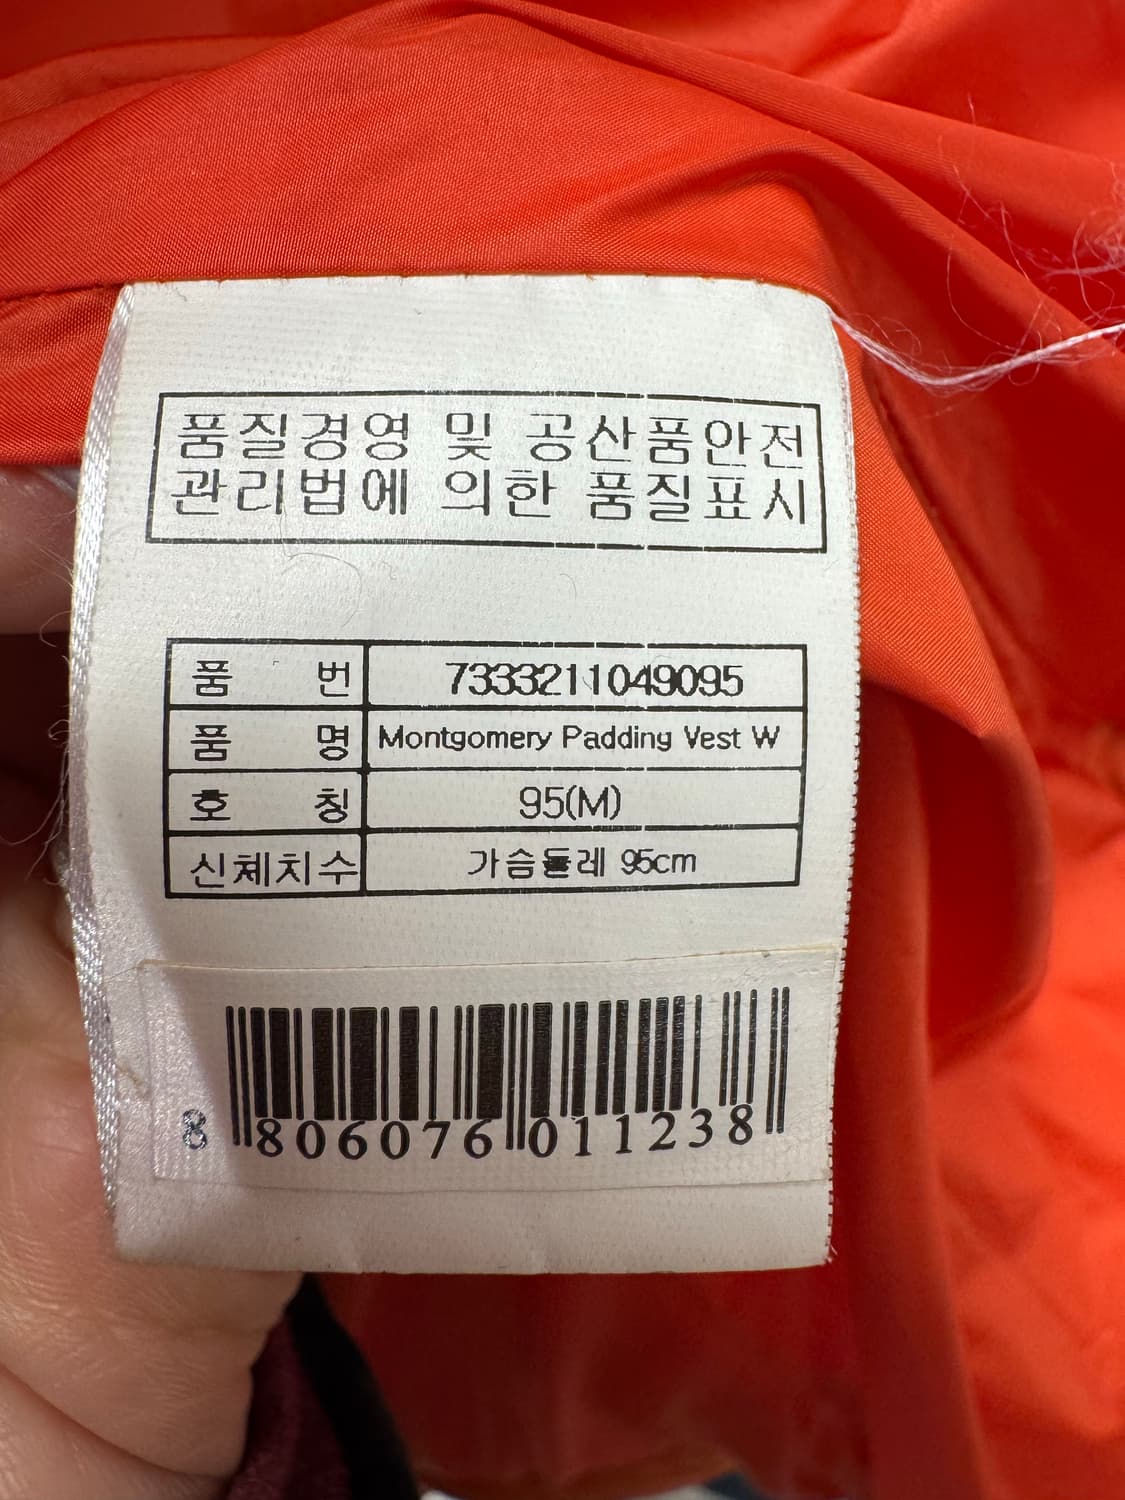 품질경영 및 공산품안전
관리법에 의한 품질표시
품 번 7333211049095
품 명 Montgomery Padding Vest W
호 칭 95(M)
신체치수 가슴둘레 95cm
8 806076 011238